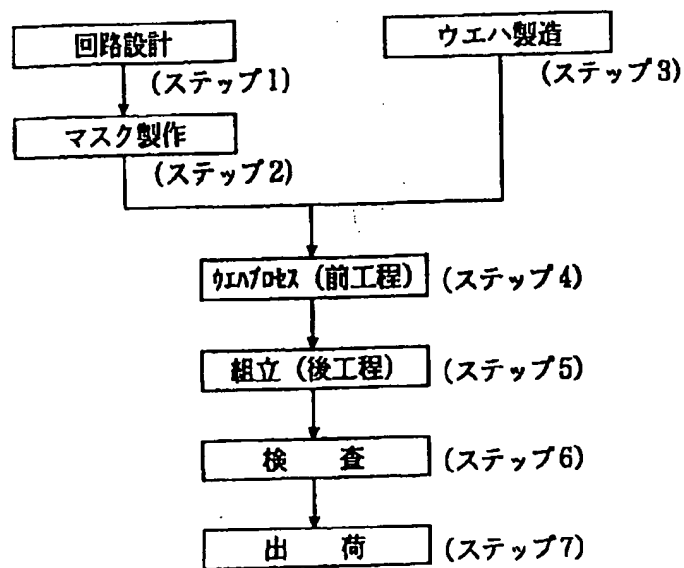 回路設計
(ステップ1)
ウエハ製造
(ステップ3)
マスク製作
(ステップ2)
ｳｴﾊﾌﾟﾛｾｽ (前工程) (ステップ4)
組立 (後工程) (ステップ5)
検　査 (ステップ6)
出　荷 (ステップ7)